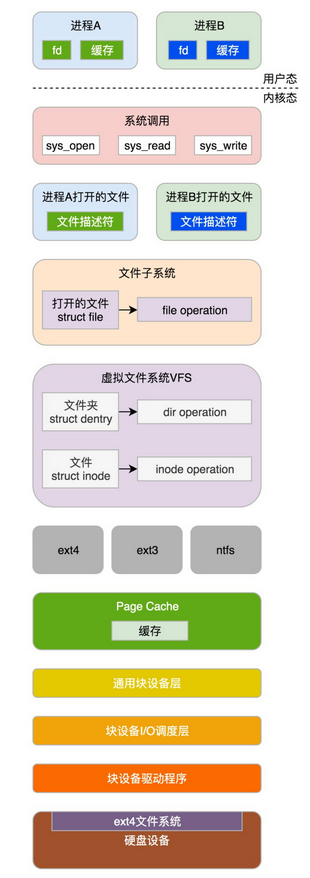 进程A
进程B
fd
缓存
fd
缓存
用户态
内核态
系统调用
sys_open
sys_read
sys_write
进程A打开的文件
进程B打开的文件
文件描述符
文件描述符
文件子系统
打开的文件
struct file
file operation
虚拟文件系统VFS
文件夹
struct dentry
dir operation
文件
struct inode
inode operation
ext4
ext3
ntfs
Page Cache
缓存
通用块设备层
块设备I/O调度层
块设备驱动程序
ext4文件系统
硬盘设备